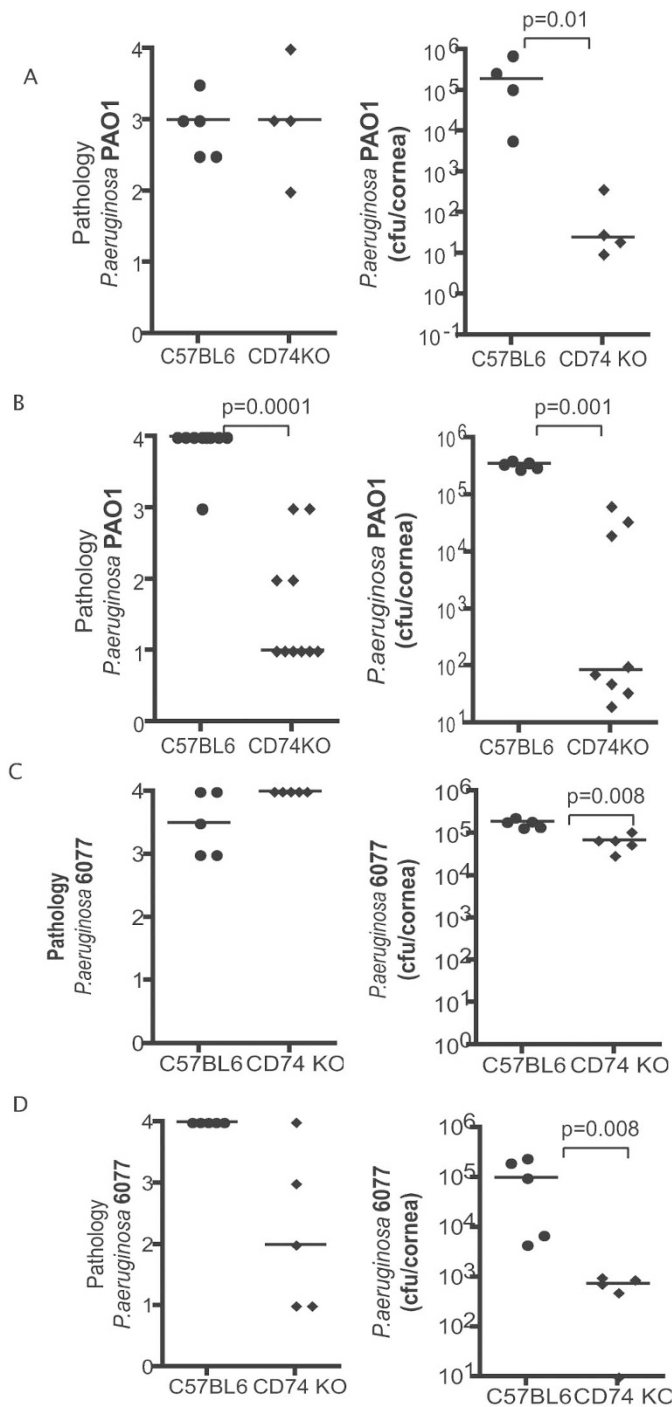 A
Pathology
P.aeruginosa PAO1
4
3
2
1
0
C57BL6 CD74KO
p=0.01
P.aeruginosa PAO1
(cfu/cornea)
10^6
10^5
10^4
10^3
10^2
10^1
10^0
10^-1
C57BL6 CD74 KO
B
p=0.0001
Pathology
P.aeruginosa PAO1
4
3
2
1
0
C57BL6 CD74KO
p=0.001
P.aeruginosa PAO1
(cfu/cornea)
10^6
10^5
10^4
10^3
10^2
10^1
C57BL6 CD74KO
C
Pathology
P.aeruginosa 6077
4
3
2
1
0
C57BL6 CD74 KO
p=0.008
P.aeruginosa 6077
(cfu/cornea)
10^6
10^5
10^4
10^3
10^2
10^1
10^0
C57BL6 CD74 KO
D
Pathology
P.aeruginosa 6077
4
3
2
1
0
C57BL6 CD74 KO
p=0.008
P.aeruginosa 6077
(cfu/cornea)
10^6
10^5
10^4
10^3
10^2
10^1
C57BL6 CD74 KO